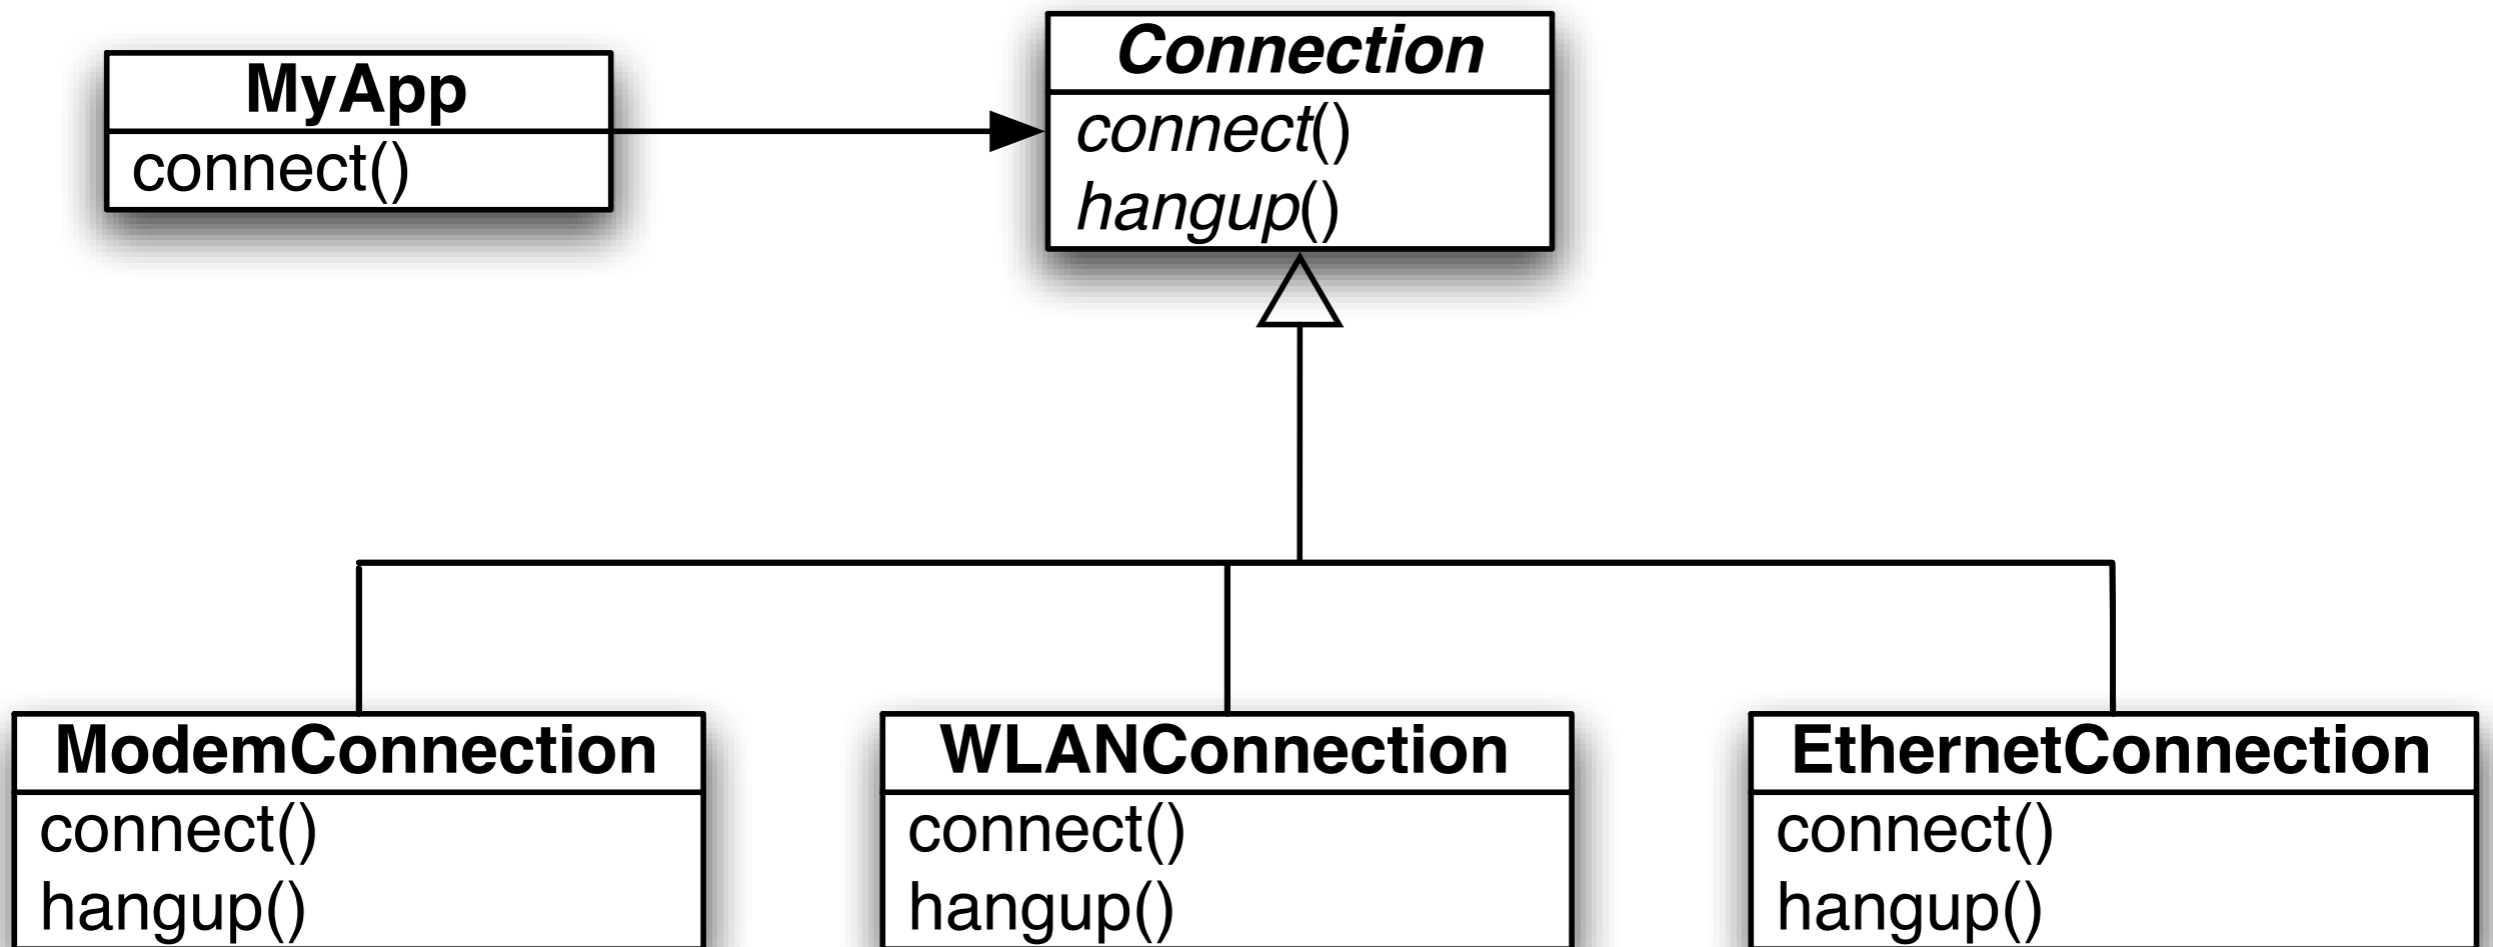 MyApp
connect()
Connection
connect()
hangup()
ModemConnection
connect()
hangup()
WLANConnection
connect()
hangup()
EthernetConnection
connect()
hangup()